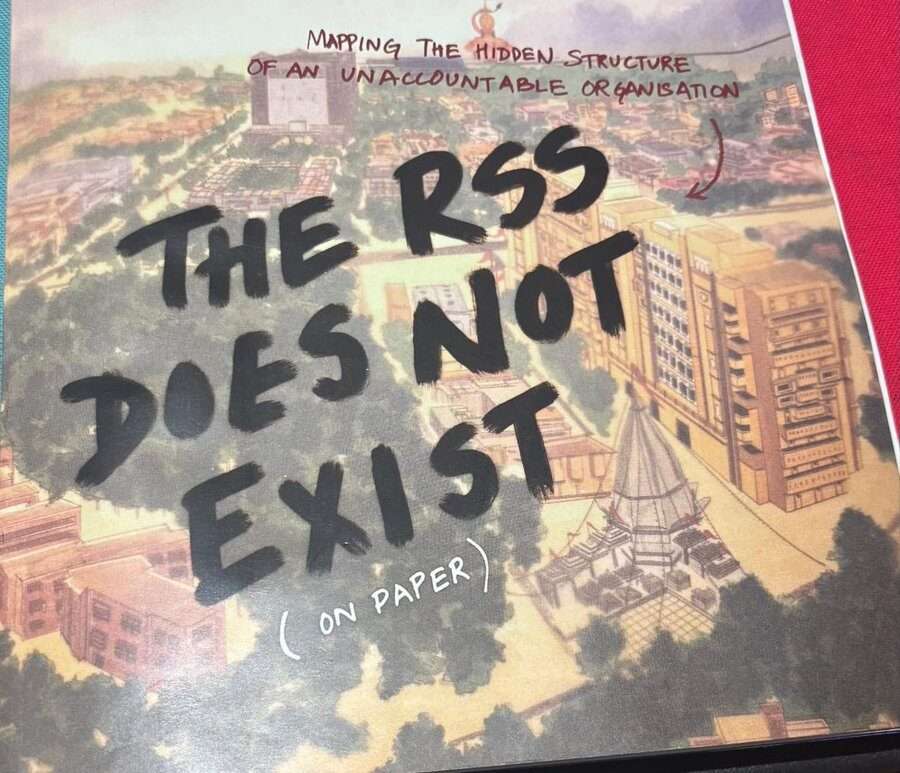 MAPPING THE HIDDEN STRUCTURE
OF AN UNACCOUNTABLE ORGANISATION
THE RSS
DOES NOT
EXIST
(ON PAPER)